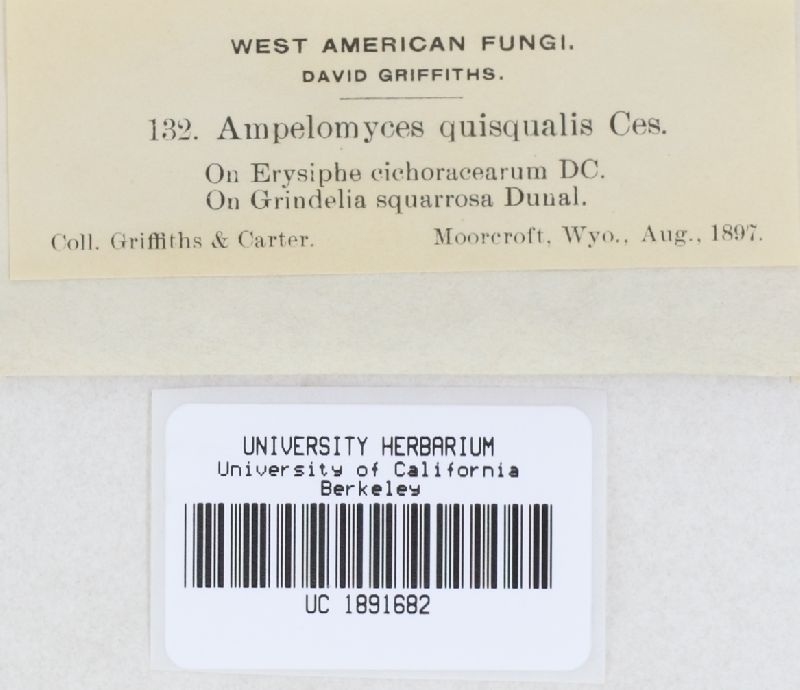 WEST AMERICAN FUNGI.
DAVID GRIFFITHS.
132. Ampelomyces quisqualis Ces.
On Erysiphe cichoracearum DC.
On Grindelia squarrosa Dunal.
Coll. Griffiths & Carter. Moorcroft, Wyo., Aug., 1897.
UNIVERSITY HERBARIUM
University of California
Berkeley
UC 1891682